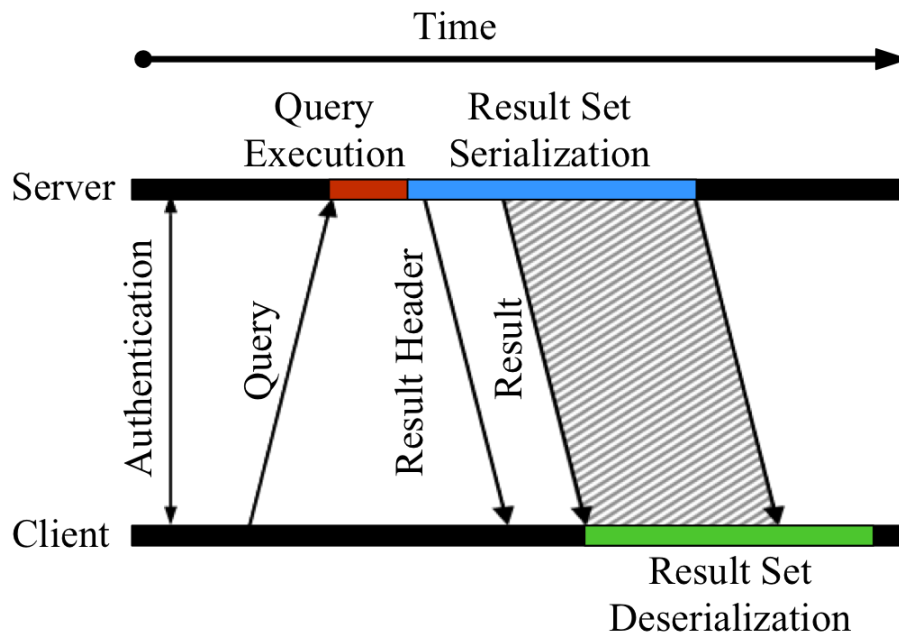 Time
Query
Execution
Result Set
Serialization
Server
Authentication
Query
Result Header
Result
Client
Result Set
Deserialization